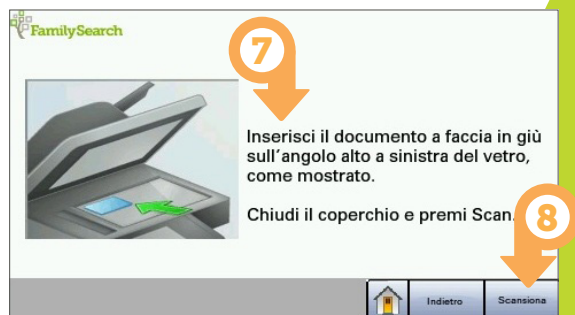 FamilySearch
7
Inserisci il documento a faccia in giù
sull'angolo alto a sinistra del vetro,
come mostrato.
Chiudi il coperchio e premi Scan.
8
Indietro
Scansiona